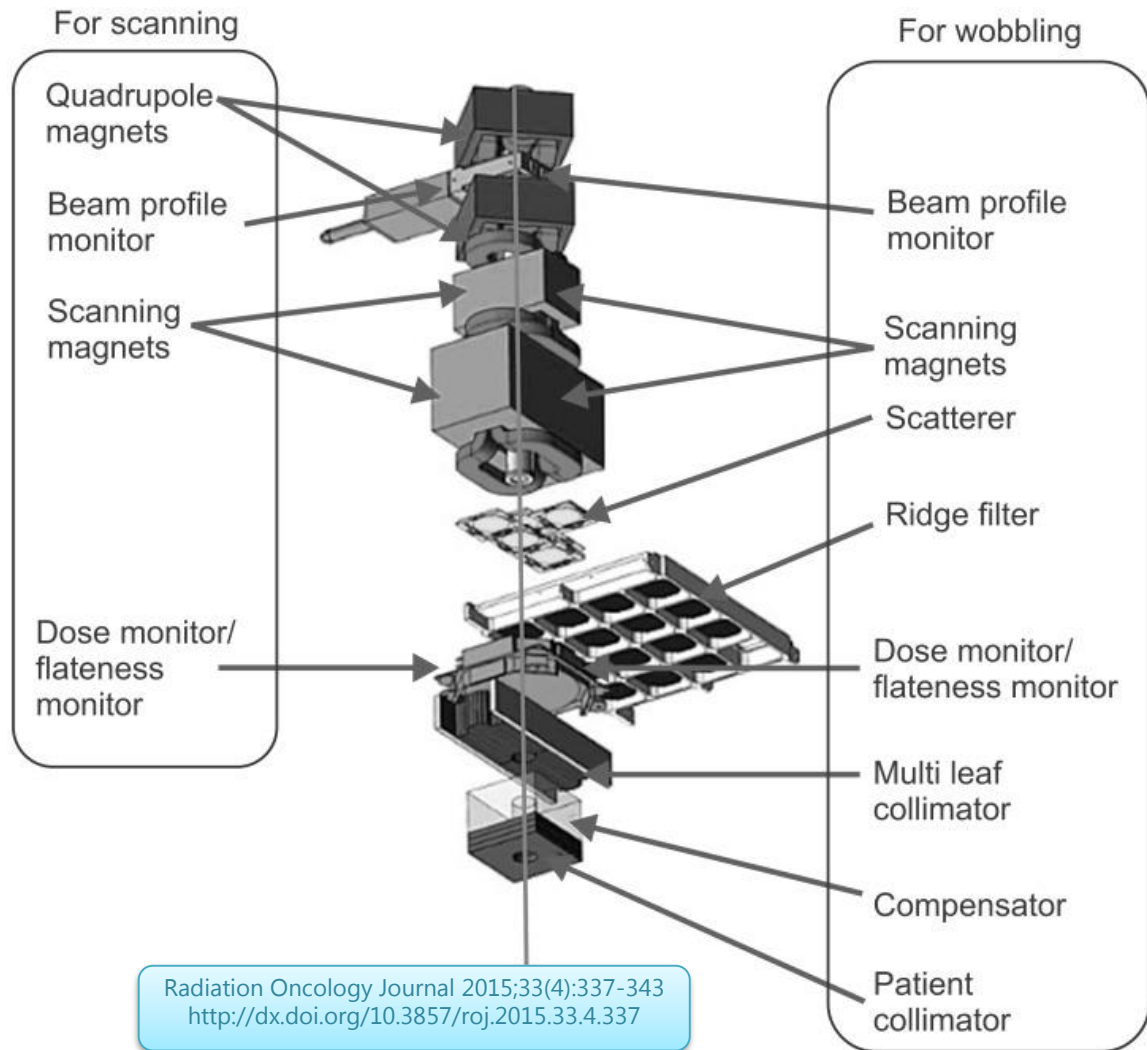 For scanning
Quadrupole
magnets
Beam profile
monitor
Scanning
magnets
Dose monitor/
flateness
monitor
For wobbling
Beam profile
monitor
Scanning
magnets
Scatterer
Ridge filter
Dose monitor/
flateness monitor
Multi leaf
collimator
Compensator
Patient
collimator
Radiation Oncology Journal 2015;33(4):337-343
http://dx.doi.org/10.3857/roj.2015.33.4.337